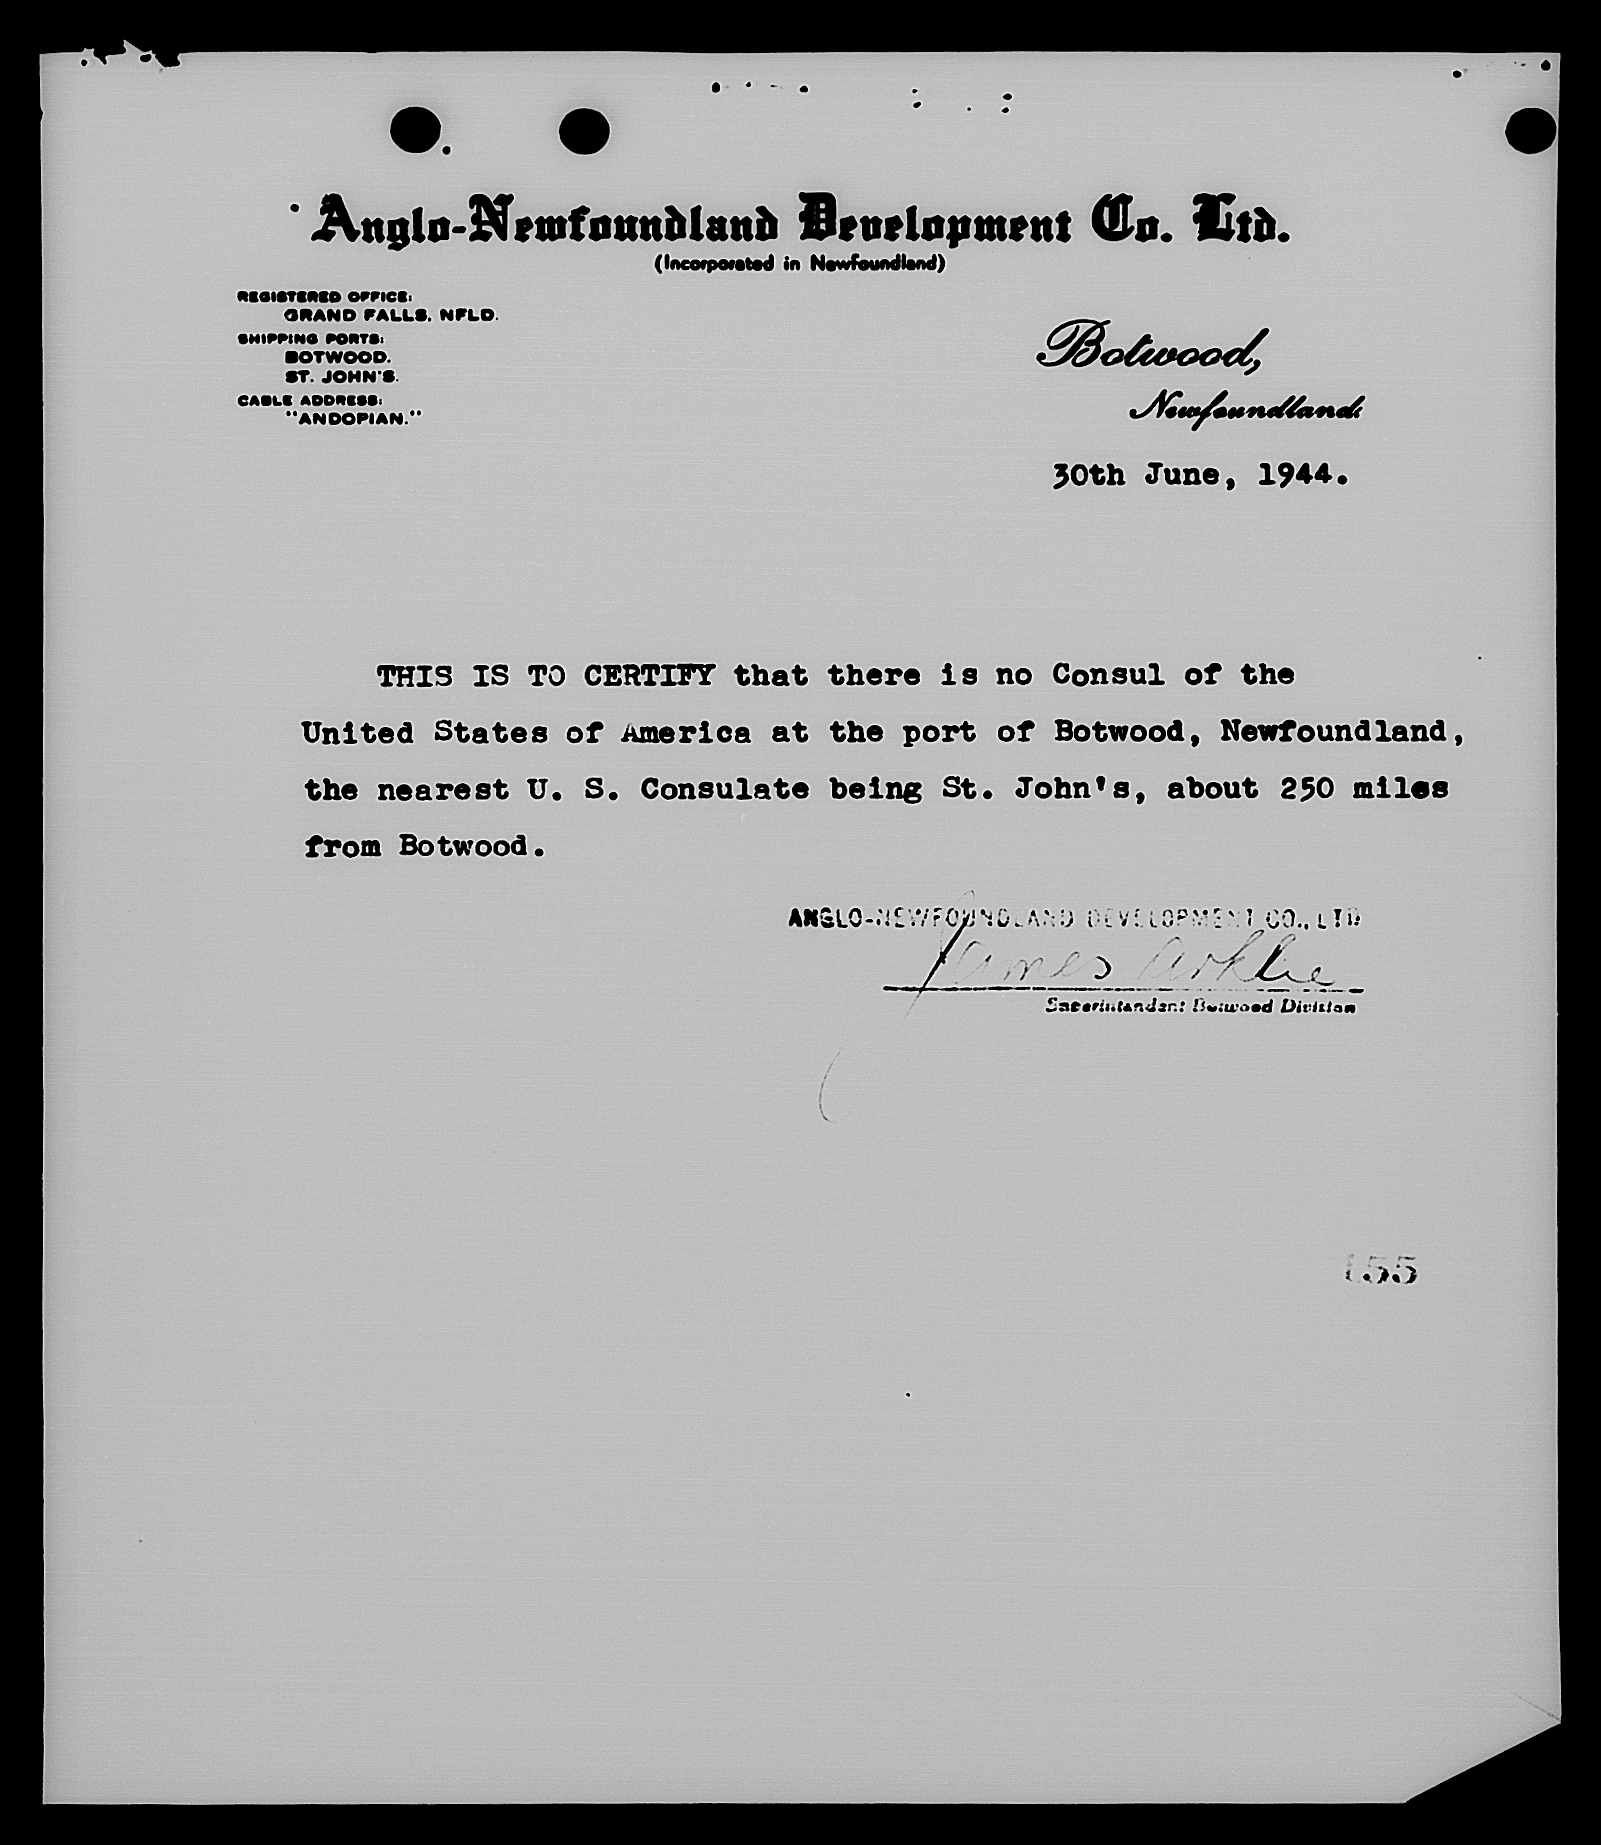 Anglo-Newfoundland Development Co. Ltd.
(Incorporated in Newfoundland)
REGISTERED OFFICE:
GRAND FALLS, NFLD.
SHIPPING PORTS:
BOTWOOD.
ST. JOHN'S.
CABLE ADDRESS:
"ANDOPIAN."
Botwood,
Newfoundland.
30th June, 1944.
THIS IS TO CERTIFY that there is no Consul of the
United States of America at the port of Botwood, Newfoundland,
the nearest U. S. Consulate being St. John's, about 250 miles
from Botwood.
ANGLO-NEWFOUNDLAND DEVELOPMENT CO., LTD
James Arklie
Superintendent Botwood Division
155